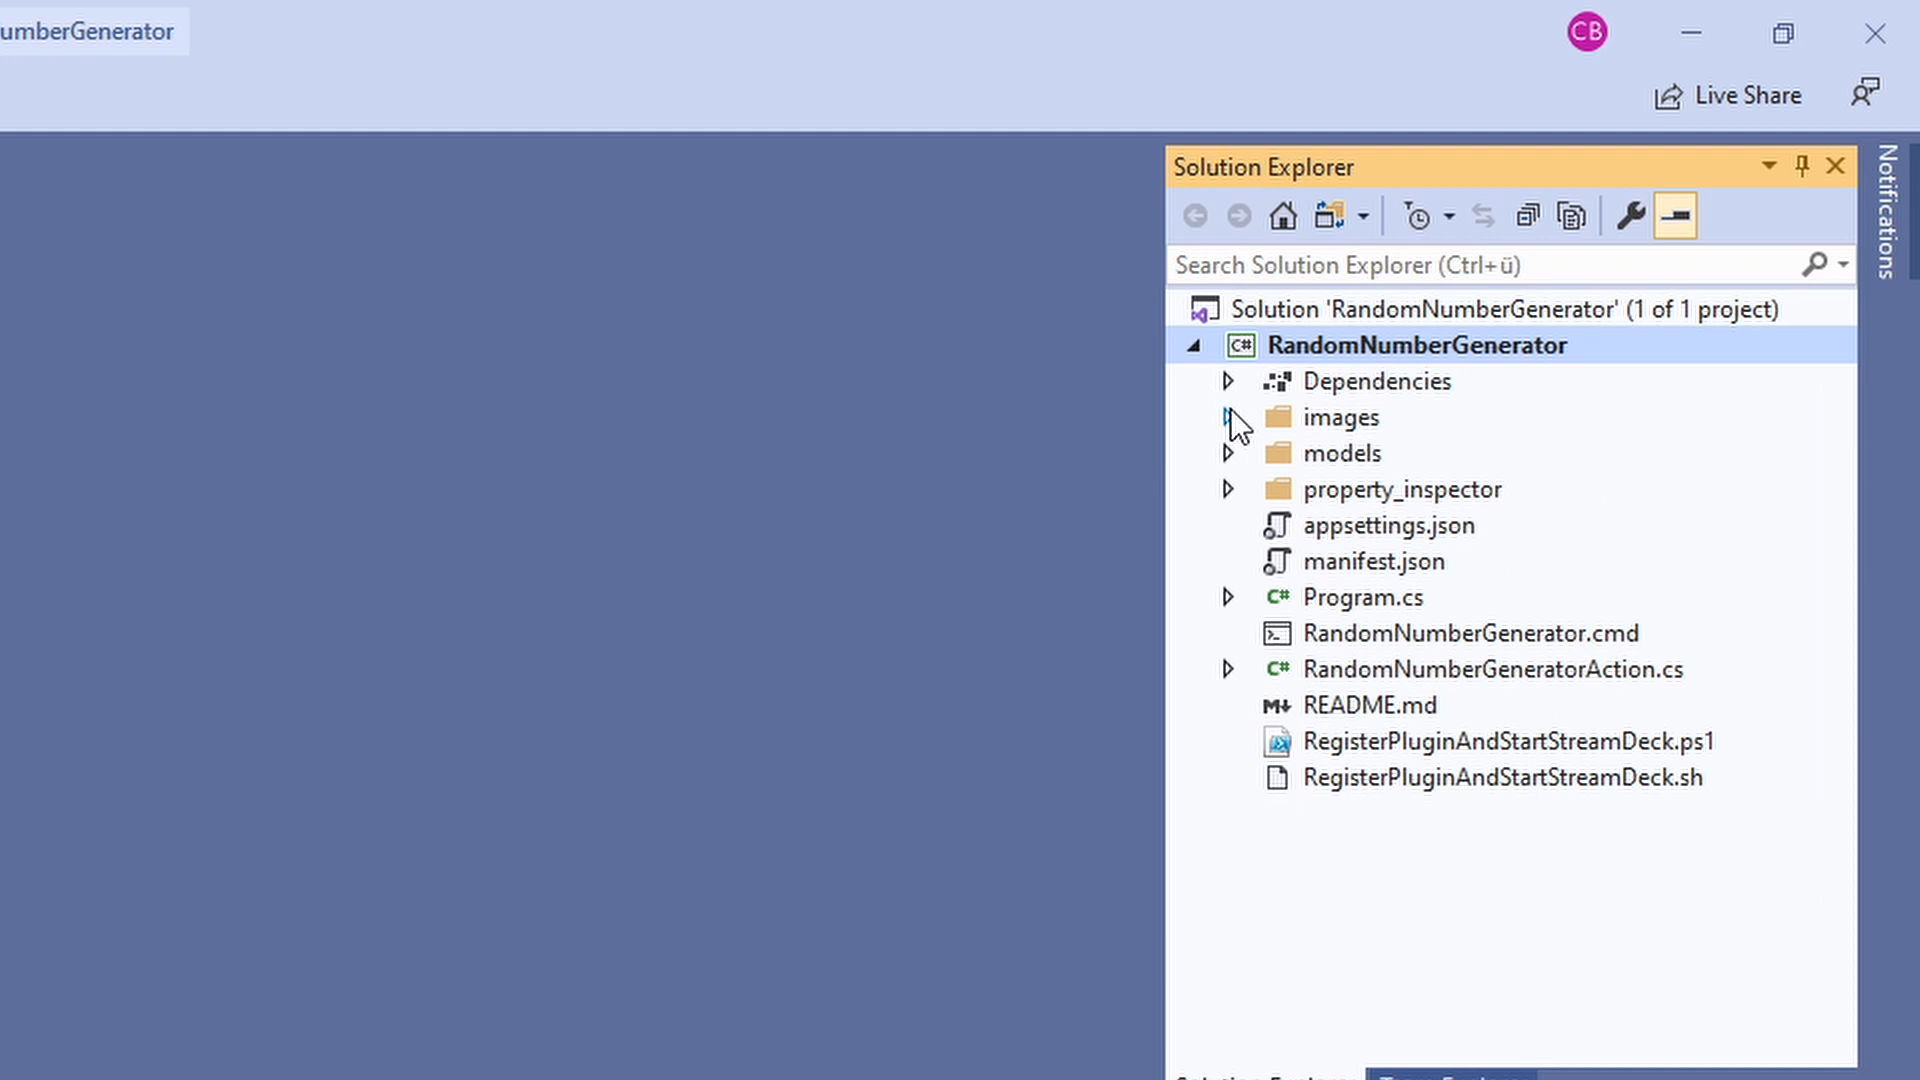 umberGenerator
CB
Live Share
Solution Explorer
Notifications
Search Solution Explorer (Ctrl+ü)
Solution 'RandomNumberGenerator' (1 of 1 project)
C# RandomNumberGenerator
Dependencies
images
models
property_inspector
appsettings.json
manifest.json
C# Program.cs
RandomNumberGenerator.cmd
C# RandomNumberGeneratorAction.cs
README.md
RegisterPluginAndStartStreamDeck.ps1
RegisterPluginAndStartStreamDeck.sh
Solution Explorer